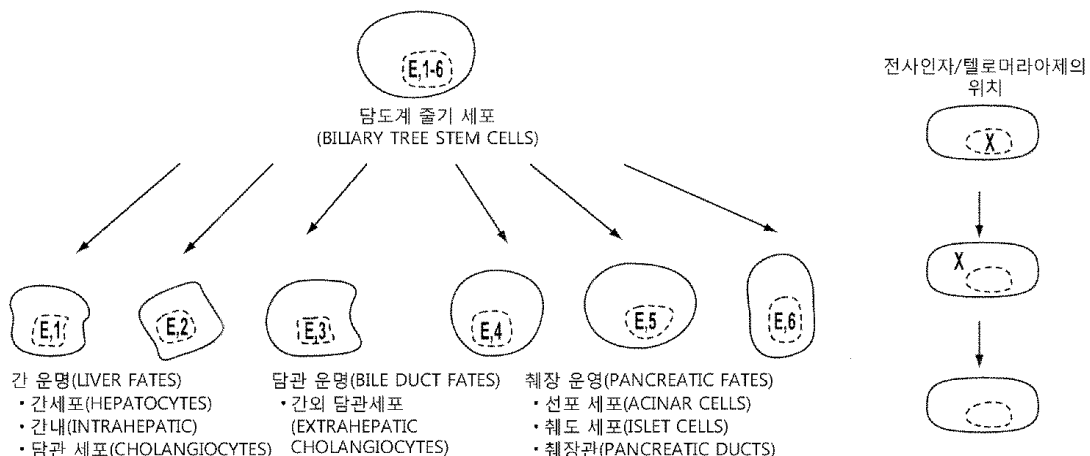 E,1-6
담도계 줄기 세포
(BILIARY TREE STEM CELLS)
E,1
E,2
E,3
E,4
E,5
E,6
간 운명(LIVER FATES)
• 간세포(HEPATOCYTES)
• 간내(INTRAHEPATIC)
• 담관 세포(CHOLANGIOCYTES)
담관 운명(BILE DUCT FATES)
• 간외 담관세포
(EXTRAHEPATIC
CHOLANGIOCYTES)
췌장 운영(PANCREATIC FATES)
• 선포 세포(ACINAR CELLS)
• 췌도 세포(ISLET CELLS)
• 췌장관(PANCREATIC DUCTS)
전사인자/텔로머라아제의
위치
X
X